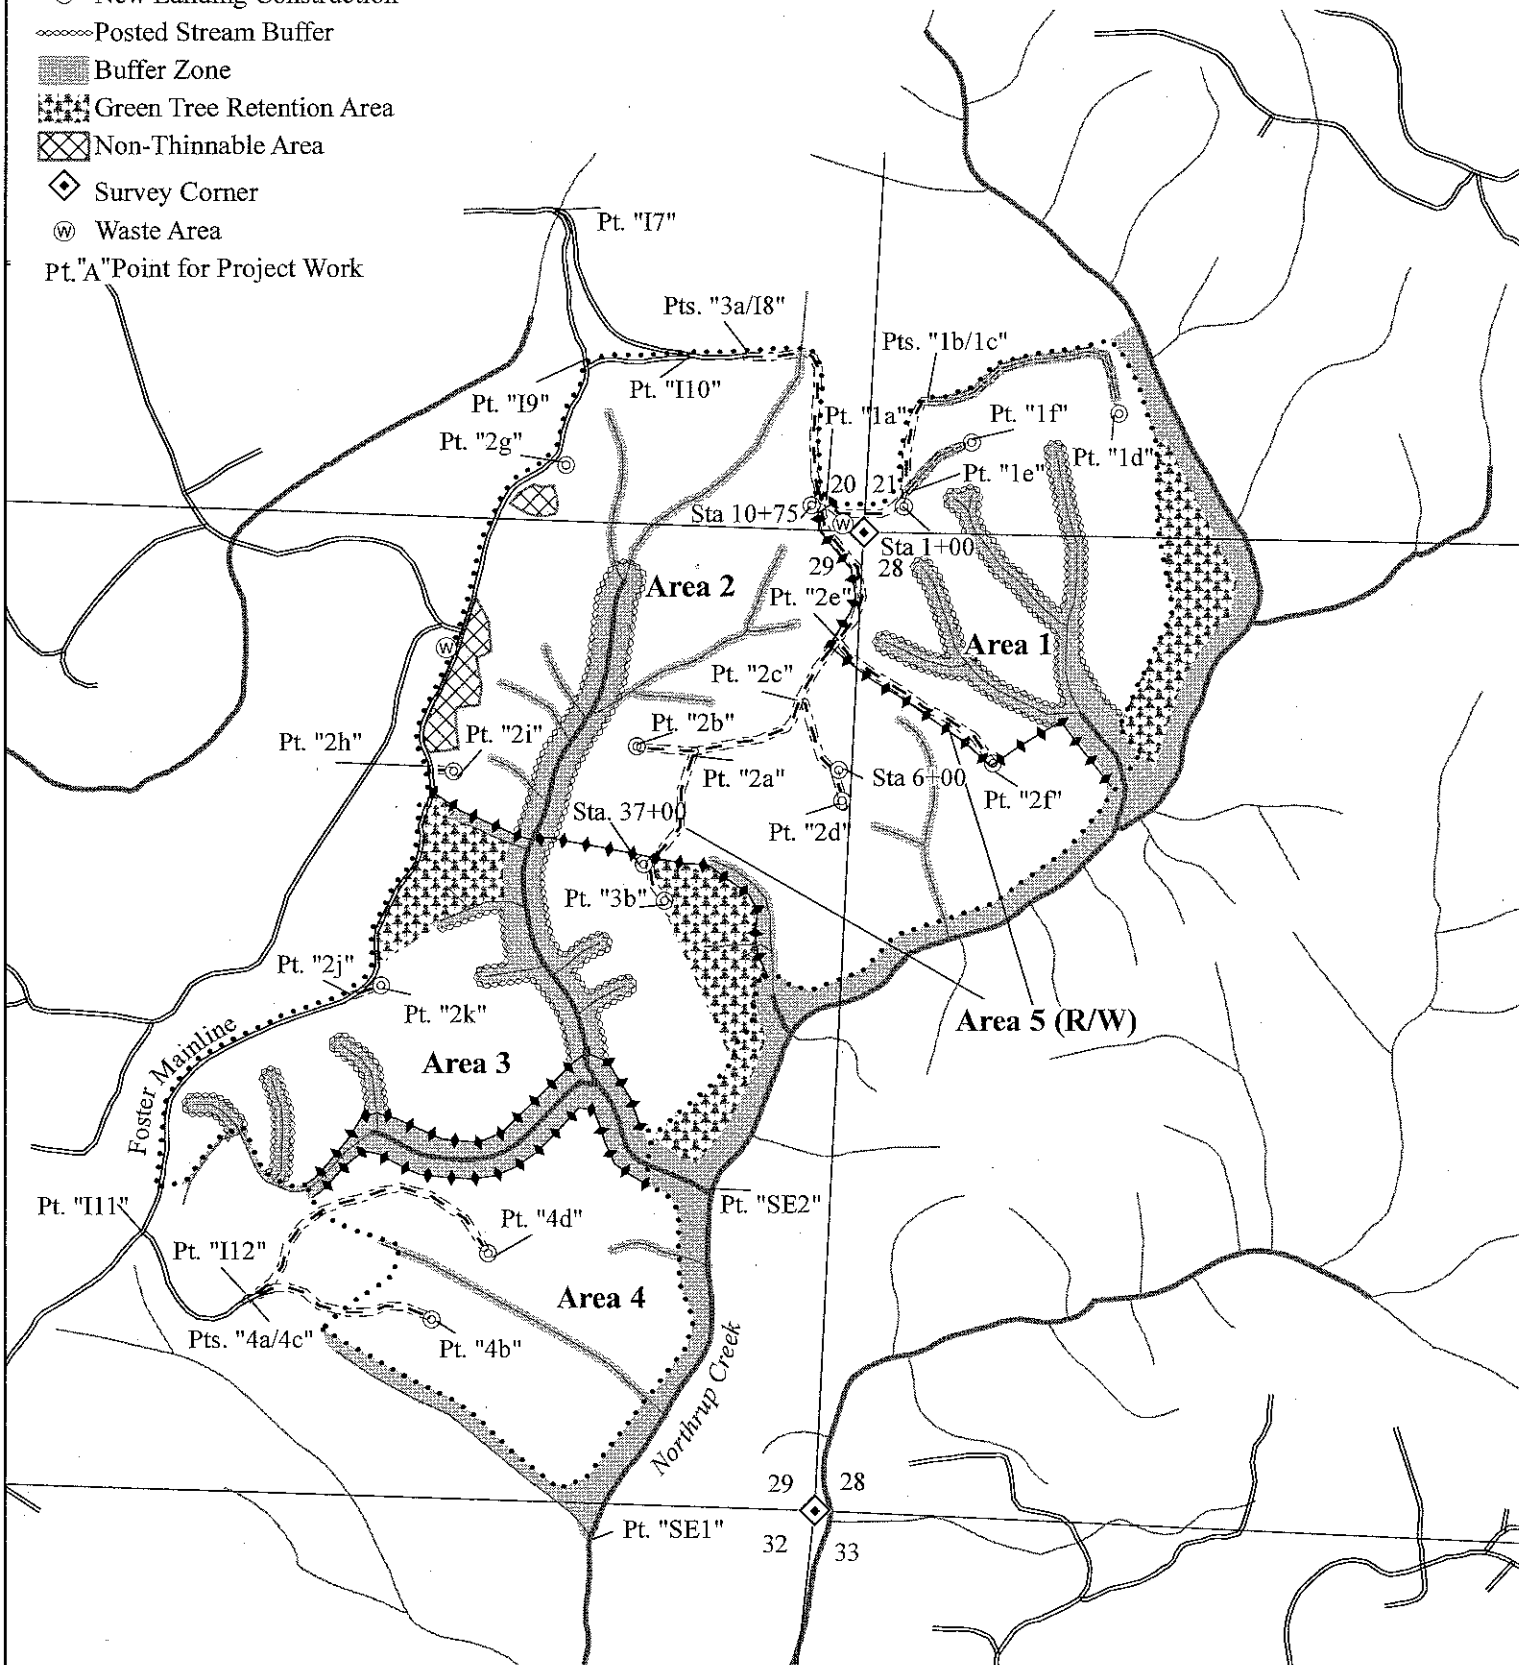 New Landing Construction
Posted Stream Buffer
Buffer Zone
Green Tree Retention Area
Non-Thinnable Area
Survey Corner
W Waste Area
Pt."A" Point for Project Work
Pt. "I7"
Pts. "3a/I8"
Pts. "1b/1c"
Pt. "I9"
Pt. "I10"
Pt. "1a"
Pt. "1f"
Pt. "2g"
Pt. "1d"
Pt. "1e"
20 21
Sta 10+75
W
Sta 1+00
29 28
Area 2
Pt. "2e"
Area 1
W
Pt. "2c"
Pt. "2h"
Pt. "2i"
Pt. "2b"
Pt. "2a"
Sta 6+00
Pt. "2f"
Sta. 37+00
Pt. "2d"
Pt. "3b"
Pt. "2j"
Pt. "2k"
Area 5 (R/W)
Foster Mainline
Area 3
Pt. "I11"
Pt. "SE2"
Pt. "4d"
Pt. "I12"
Area 4
Pts. "4a/4c"
Pt. "4b"
Northrup Creek
29 28
Pt. "SE1"
32 33